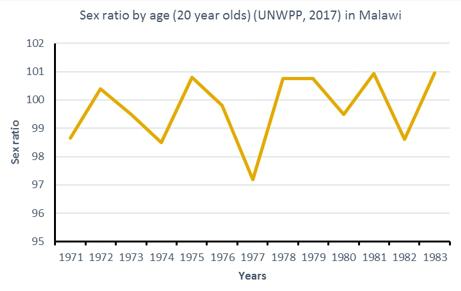 Sex ratio by age (20 year olds) (UNWPP, 2017) in Malawi
102
101
100
99
98
97
96
95
Sex ratio
1971 1972 1973 1974 1975 1976 1977 1978 1979 1980 1981 1982 1983
Years